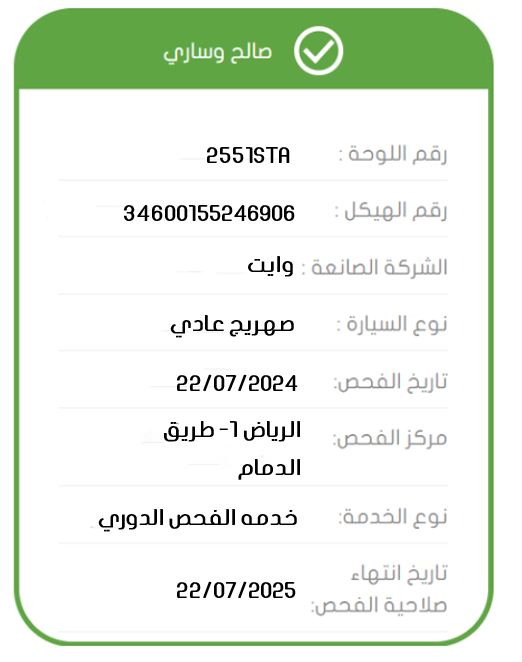 صالح وساري
رقم اللوحة : 2551STA
رقم الهيكل : 34600155246906
الشركة الصانعة : وايت
نوع السيارة : صهريج عادي
تاريخ الفحص: 22/07/2024
مركز الفحص: الرياض 1- طريق
الدمام
نوع الخدمة: خدمه الفحص الدوري
تاريخ انتهاء
صلاحية الفحص: 22/07/2025